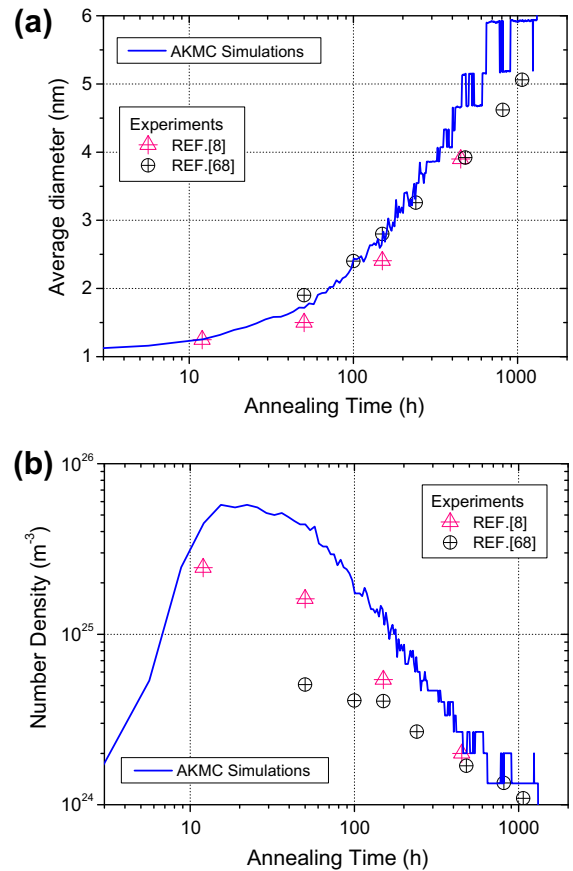 (a)
6
5
4
3
2
1
Average diameter (nm)
AKMC Simulations
Experiments
REF.[8]
REF.[68]
10
100
1000
Annealing Time (h)
(b)
10^26
10^25
10^24
Number Density (m^-3)
Experiments
REF.[8]
REF.[68]
AKMC Simulations
10
100
1000
Annealing Time (h)